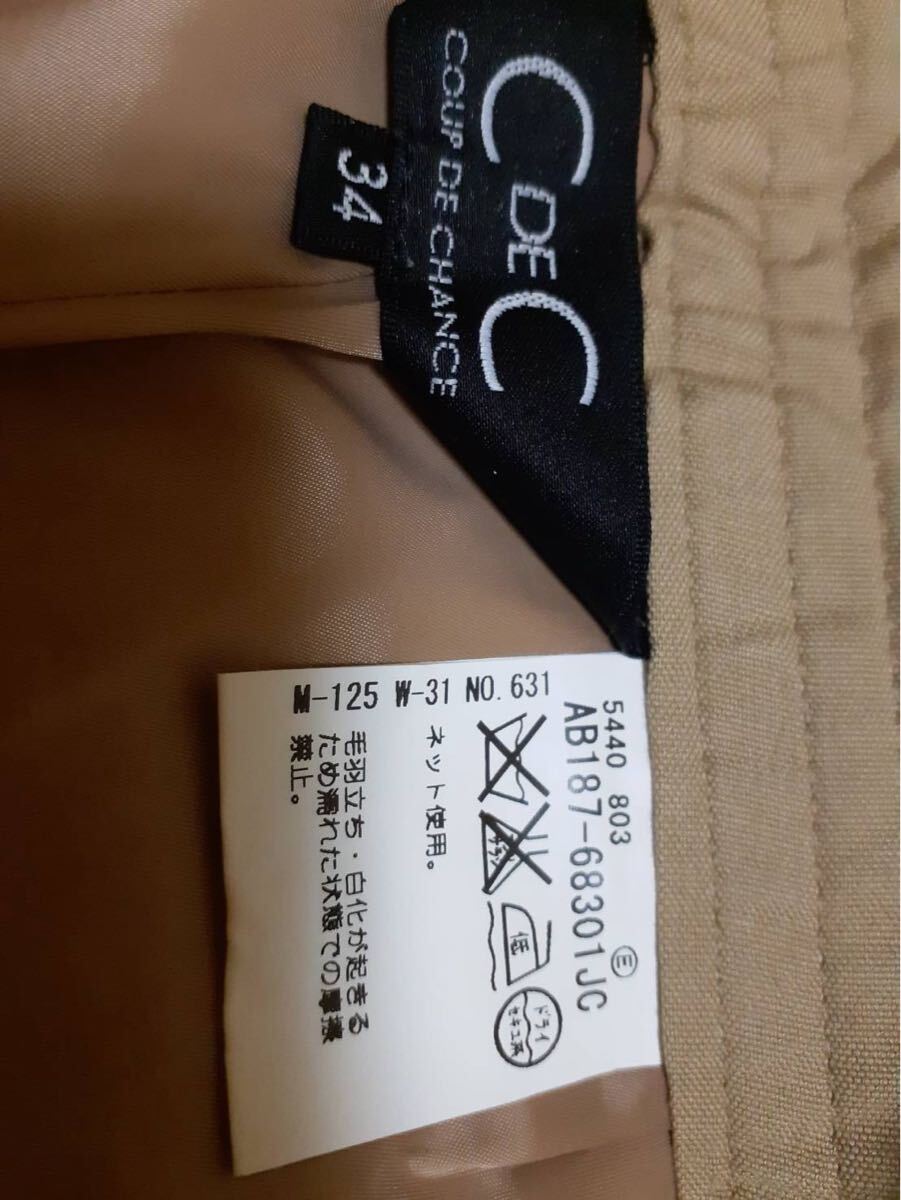 C DE C
COUP DE CHANCE
34
5440 803
AB187-68301JC
E
低
ドライ
セキユ系
ネット使用。
M-125 W-31 NO.631
毛羽立ち・白化が起きる
ため濡れた状態での摩擦
禁止。